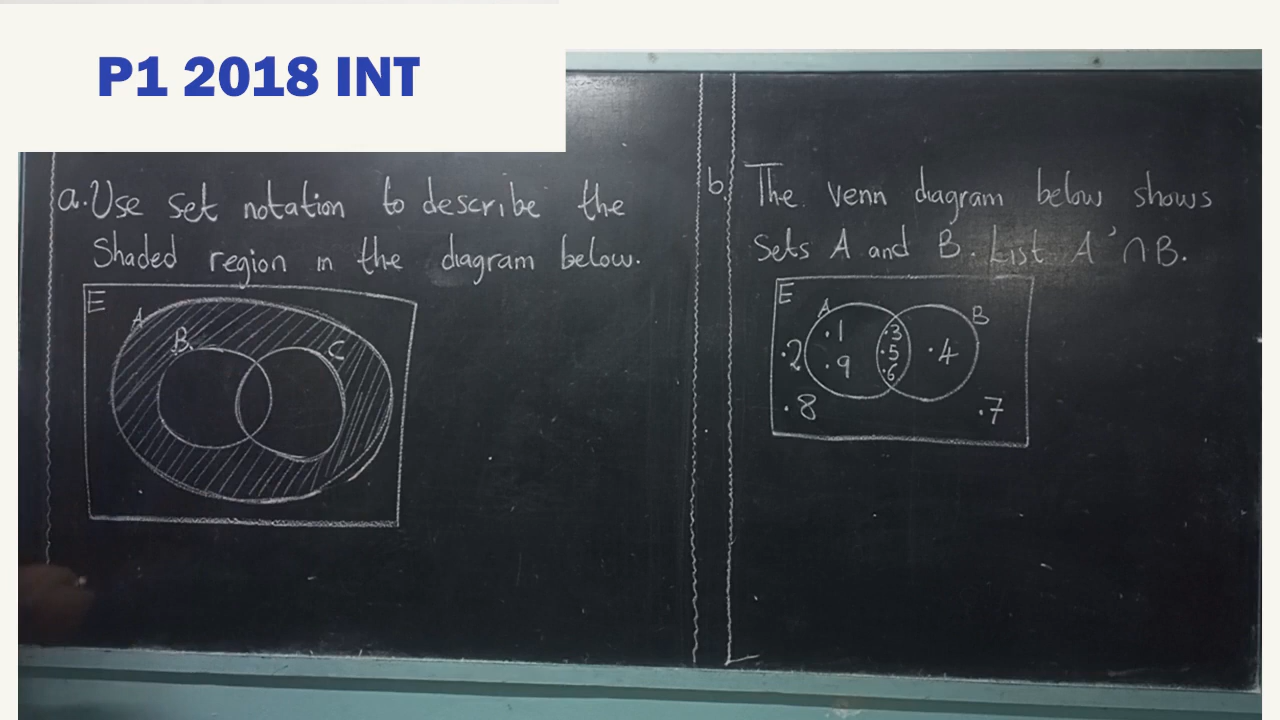 P1 2018 INT
a. Use set notation to describe the
Shaded region in the diagram below.
E
A
B
C
b. The venn diagram below shows
Sets A and B. List A' ∩ B.
E
A
B
.1
.3
.2
.5
.4
.9
.6
.8
.7